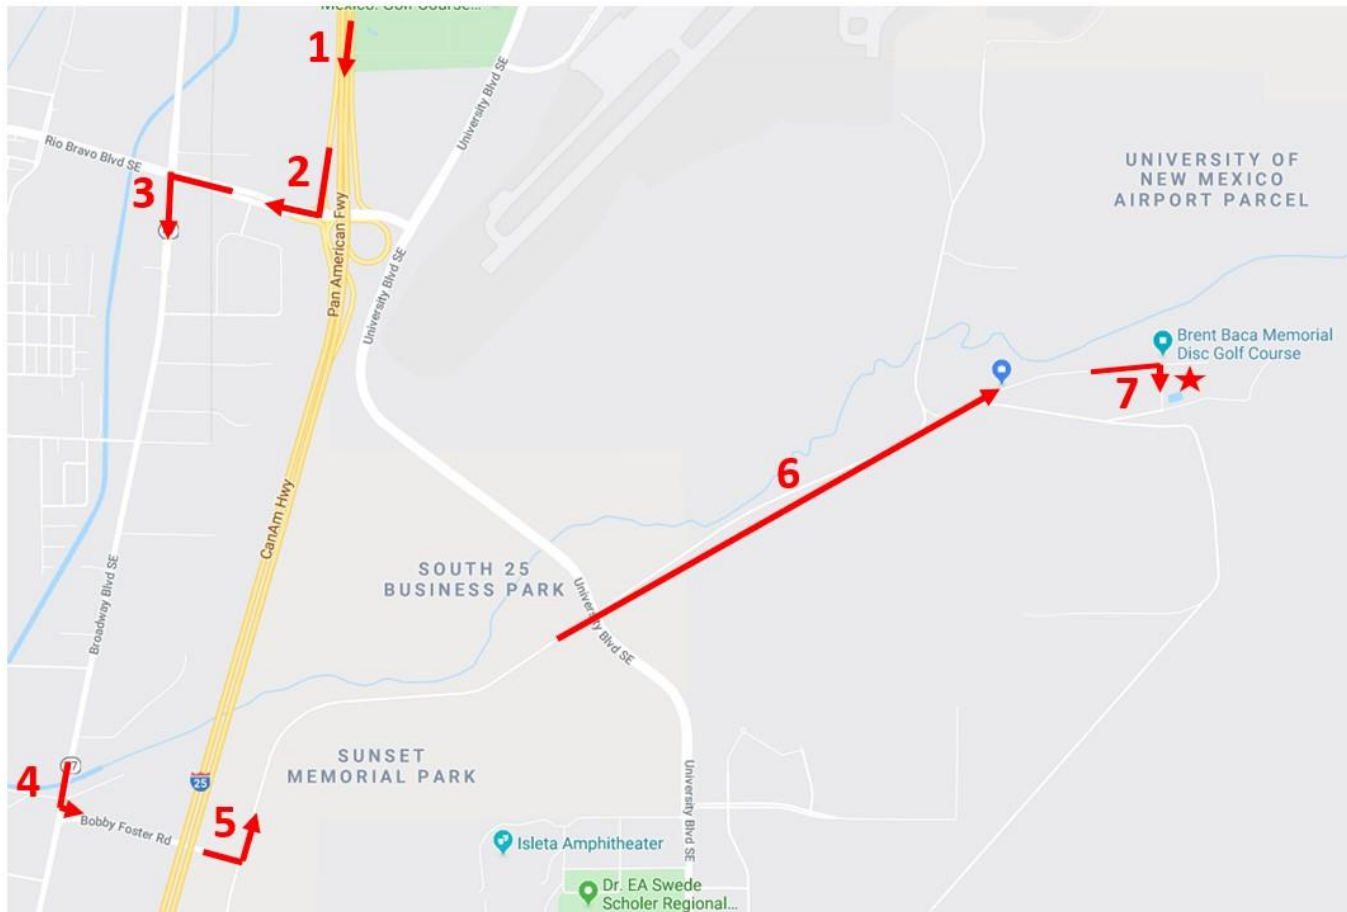 Mexico: Golf Course...
1
University Blvd SE
Rio Bravo Blvd SE
2
3
UNIVERSITY OF
NEW MEXICO
AIRPORT PARCEL
Pan American Fwy
University Blvd SE
Brent Baca Memorial
Disc Golf Course
7
6
CanAm Hwy
SOUTH 25
BUSINESS PARK
University Blvd SE
Broadway Blvd SE
SUNSET
MEMORIAL PARK
25
4
5
Bobby Foster Rd
University Blvd SE
Isleta Amphitheater
Dr. EA Swede
Scholer Regional...